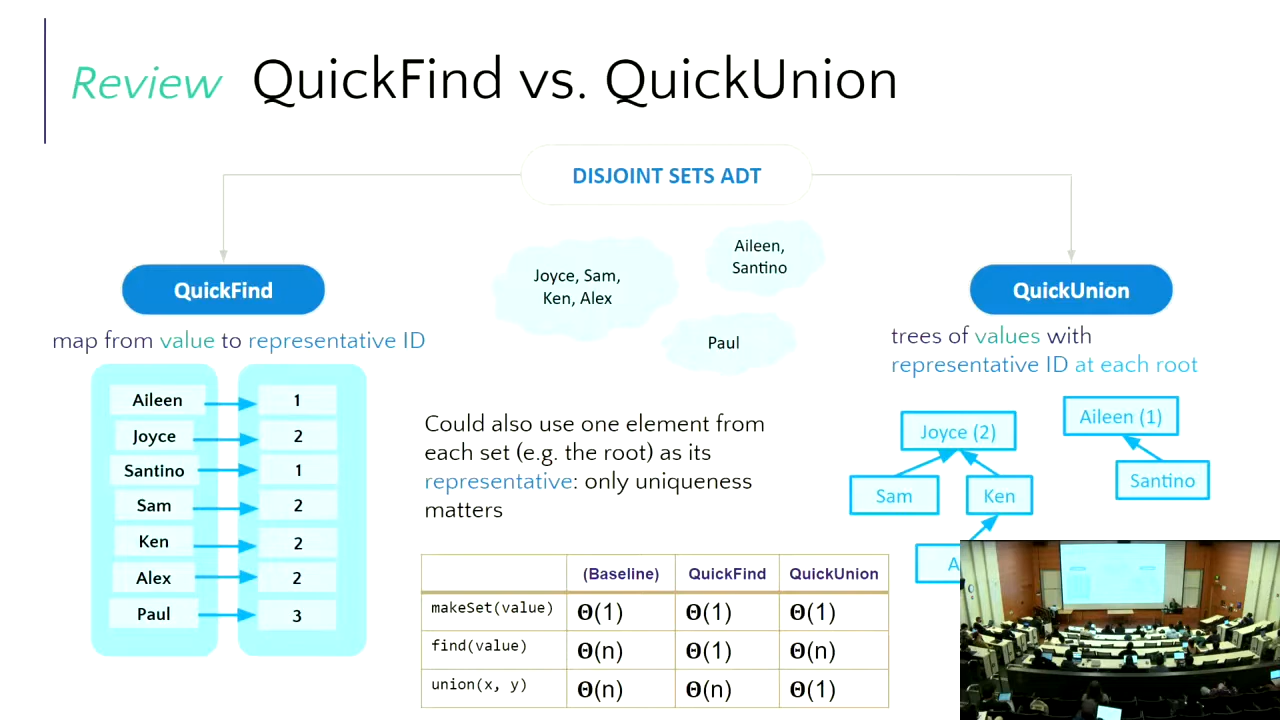 Review QuickFind vs. QuickUnion
DISJOINT SETS ADT
Joyce, Sam,
Ken, Alex
Aileen,
Santino
Paul
QuickFind
map from value to representative ID
Aileen 1
Joyce 2
Santino 1
Sam 2
Ken 2
Alex 2
Paul 3
Could also use one element from
each set (e.g. the root) as its
representative: only uniqueness
matters
(Baseline) QuickFind QuickUnion
makeSet(value) Θ(1) Θ(1) Θ(1)
find(value) Θ(n) Θ(1) Θ(n)
union(x, y) Θ(n) Θ(n) Θ(1)
QuickUnion
trees of values with
representative ID at each root
Joyce (2)
Aileen (1)
Sam
Ken
Santino